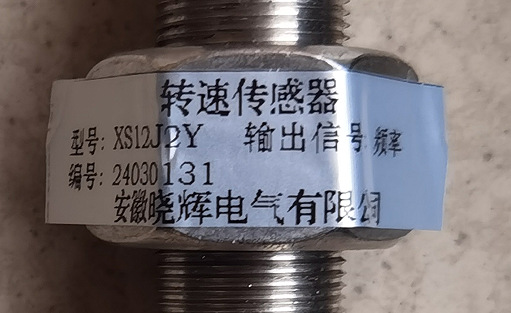 转速传感器
型号: XS12J2Y 输出信号: 频率
编号: 24030131
安徽晓辉电气有限公司